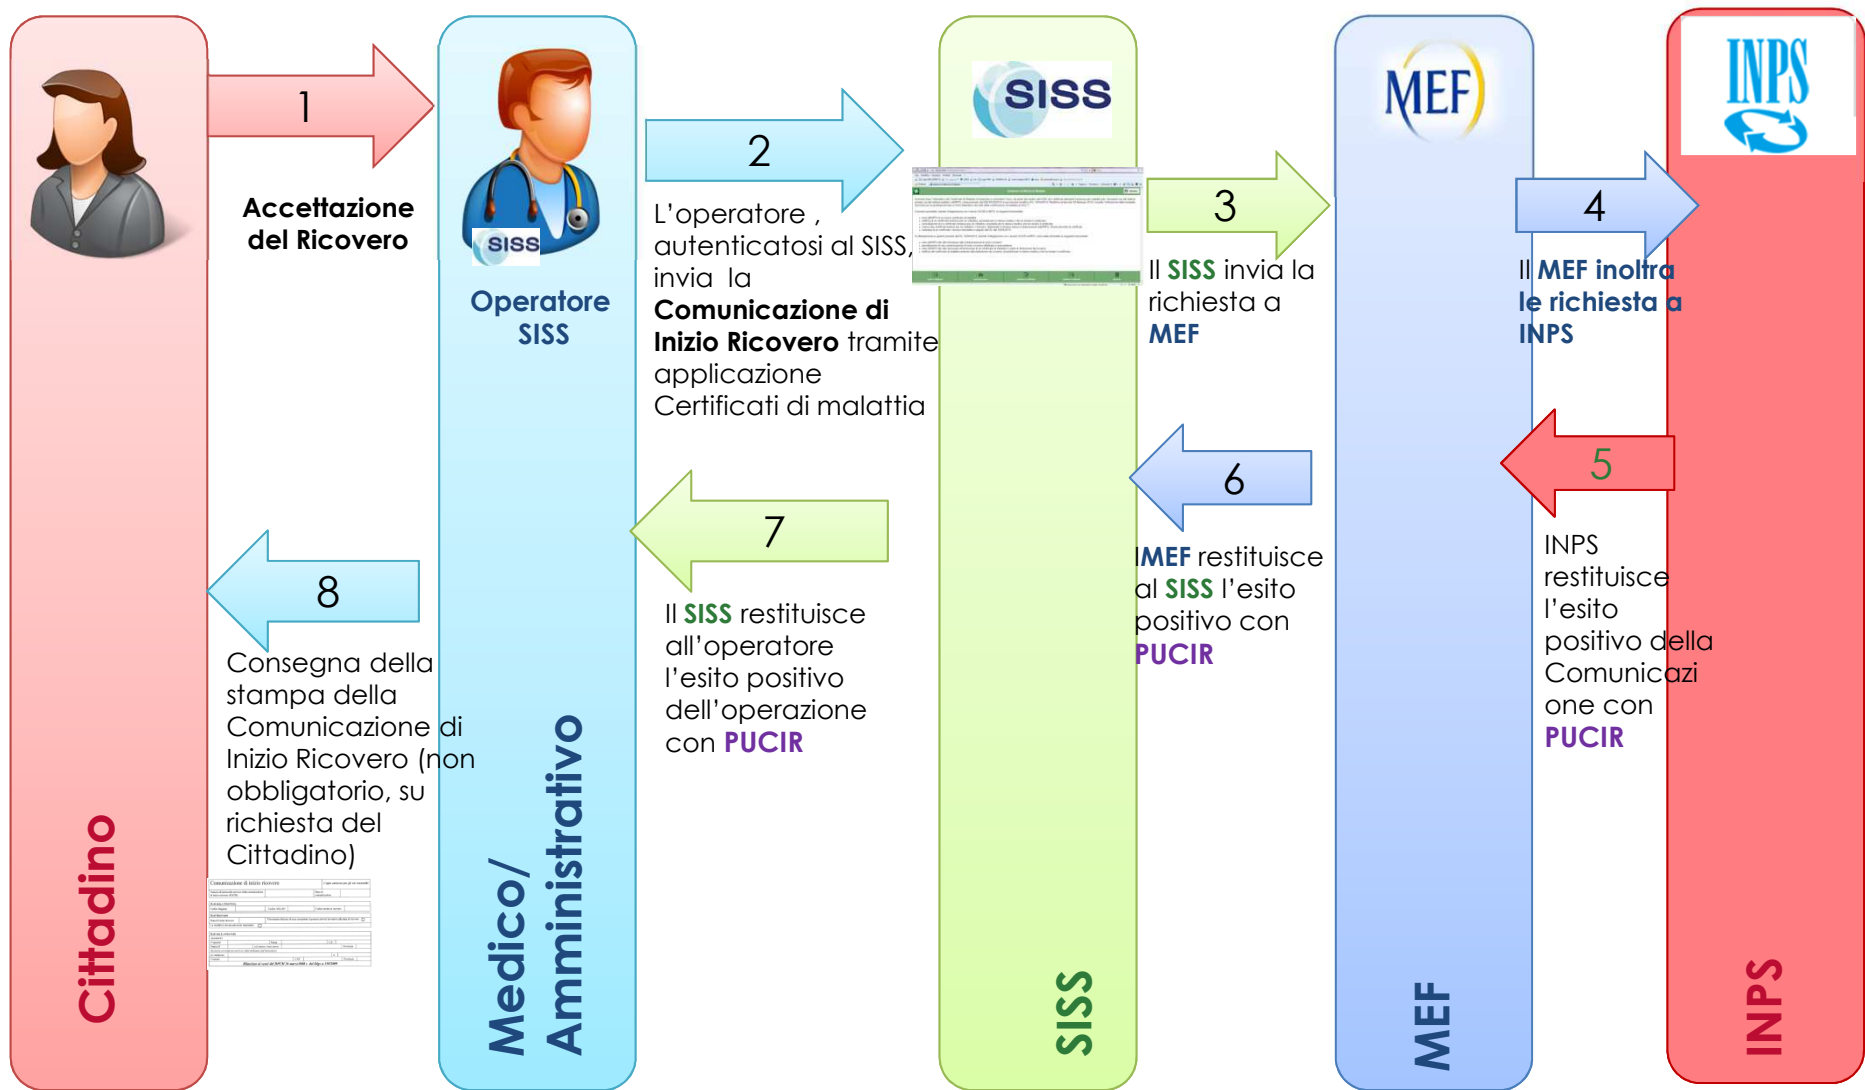 1
Accettazione
del Ricovero
SISS
Operatore
SISS
2
L'operatore ,
autenticatosi al SISS,
invia la
Comunicazione di
Inizio Ricovero tramite
applicazione
Certificati di malattia
SISS
3
Il SISS invia la
richiesta a
MEF
MEF
4
Il MEF inoltra
le richiesta a
INPS
INPS
5
INPS
restituisce
l'esito
positivo della
Comunicazi
one con
PUCIR
6
IMEF restituisce
al SISS l'esito
positivo con
PUCIR
7
Il SISS restituisce
all'operatore
l'esito positivo
dell'operazione
con PUCIR
8
Consegna della
stampa della
Comunicazione di
Inizio Ricovero (non
obbligatorio, su
richiesta del
Cittadino)
Comunicazione di inizio ricovero
Cittadino
Medico/
Amministrativo
SISS
MEF
INPS